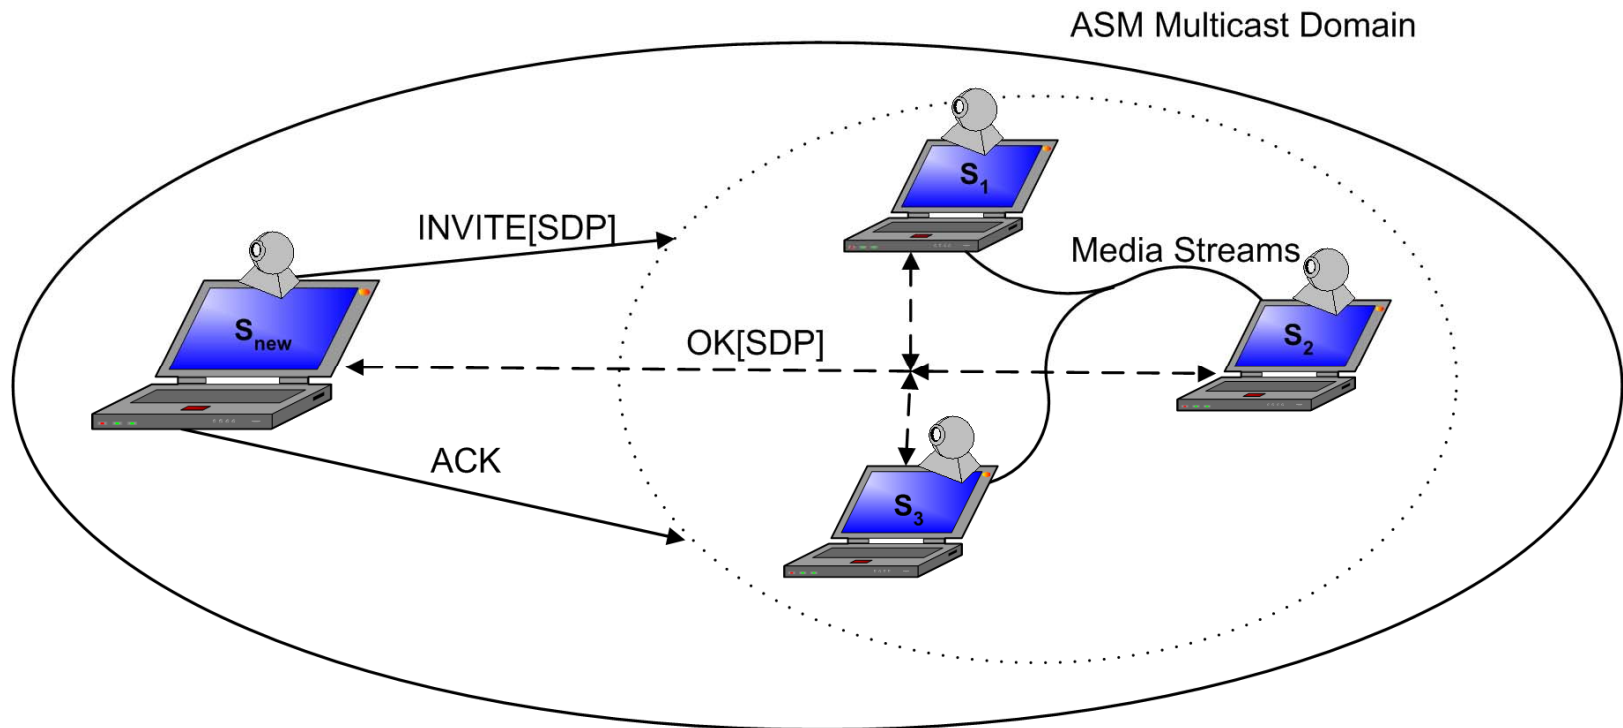 ASM Multicast Domain
S1
INVITE[SDP]
Media Streams
Snew
OK[SDP]
S2
ACK
S3